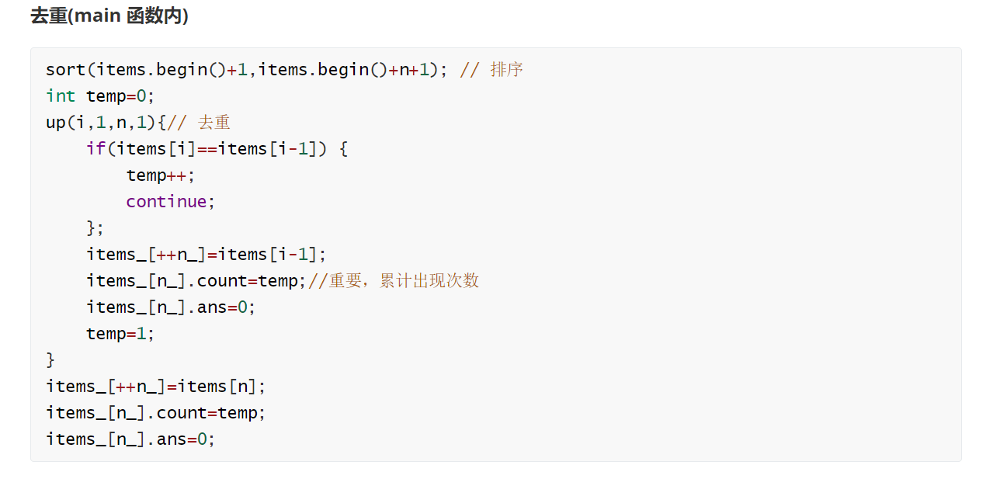 去重(main 函数内)
sort(items.begin()+1,items.begin()+n+1); // 排序
int temp=0;
up(i,1,n,1){// 去重
    if(items[i]==items[i-1]) {
        temp++;
        continue;
    };
    items_[++n_]=items[i-1];
    items_[n_].count=temp;//重要，累计出现次数
    items_[n_].ans=0;
    temp=1;
}
items_[++n_]=items[n];
items_[n_].count=temp;
items_[n_].ans=0;